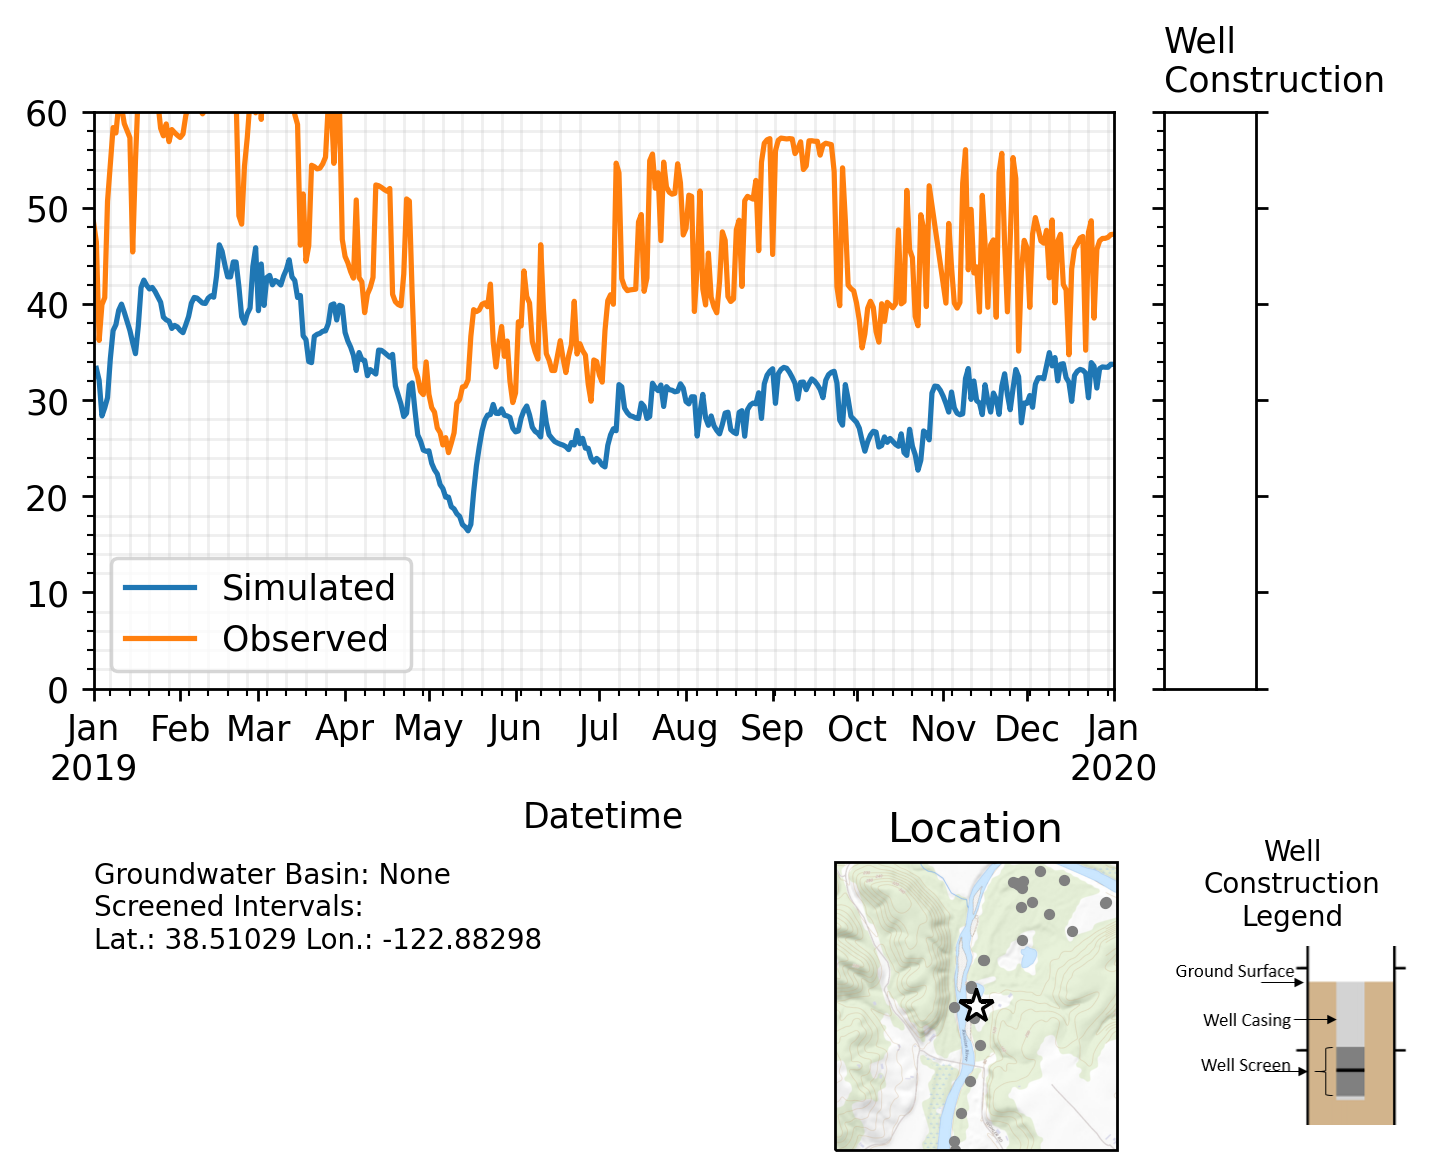 Well
Construction
60
50
40
30
20
10
0
Simulated
Observed
Jan Feb Mar Apr May Jun Jul Aug Sep Oct Nov Dec Jan
2019 2020
Datetime
Groundwater Basin: None
Screened Intervals:
Lat.: 38.51029 Lon.: -122.88298
Location
Well
Construction
Legend
Ground Surface
Well Casing
Well Screen